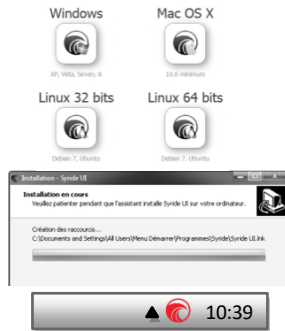 Windows
Mac OS X
XP, Vista, Seven, 8
10.6 minimum
Linux 32 bits
Linux 64 bits
Debian 7, Ubuntu
Debian 7, Ubuntu
Installation - Syride UI
Installation en cours
Veuillez patienter pendant que l'assistant installe Syride UI sur votre ordinateur.
Création des raccourcis...
C:\Documents and Settings\All Users\Menu Démarrer\Programmes\Syride\Syride UI.lnk
10:39